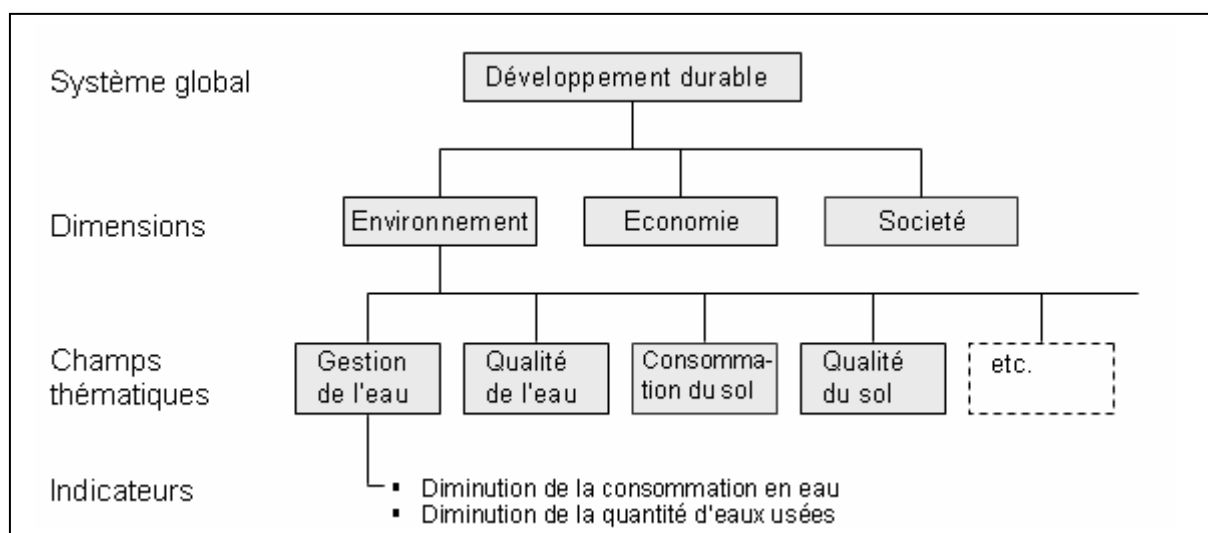 Système global
Développement durable
Dimensions
Environnement
Economie
Societé
Champs
thématiques
Gestion
de l'eau
Qualité
de l'eau
Consomma-
tion du sol
Qualité
du sol
etc.
Indicateurs
▪ Diminution de la consommation en eau
▪ Diminution de la quantité d'eaux usées